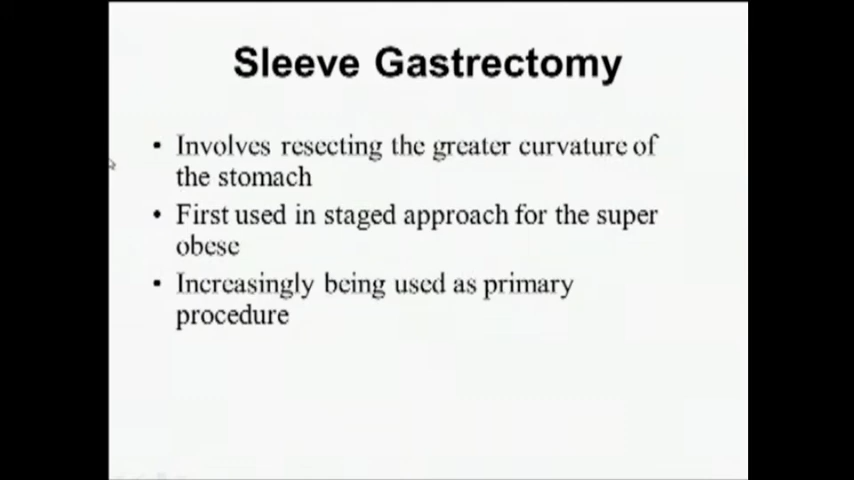 Sleeve Gastrectomy
• Involves resecting the greater curvature of
the stomach
• First used in staged approach for the super
obese
• Increasingly being used as primary
procedure